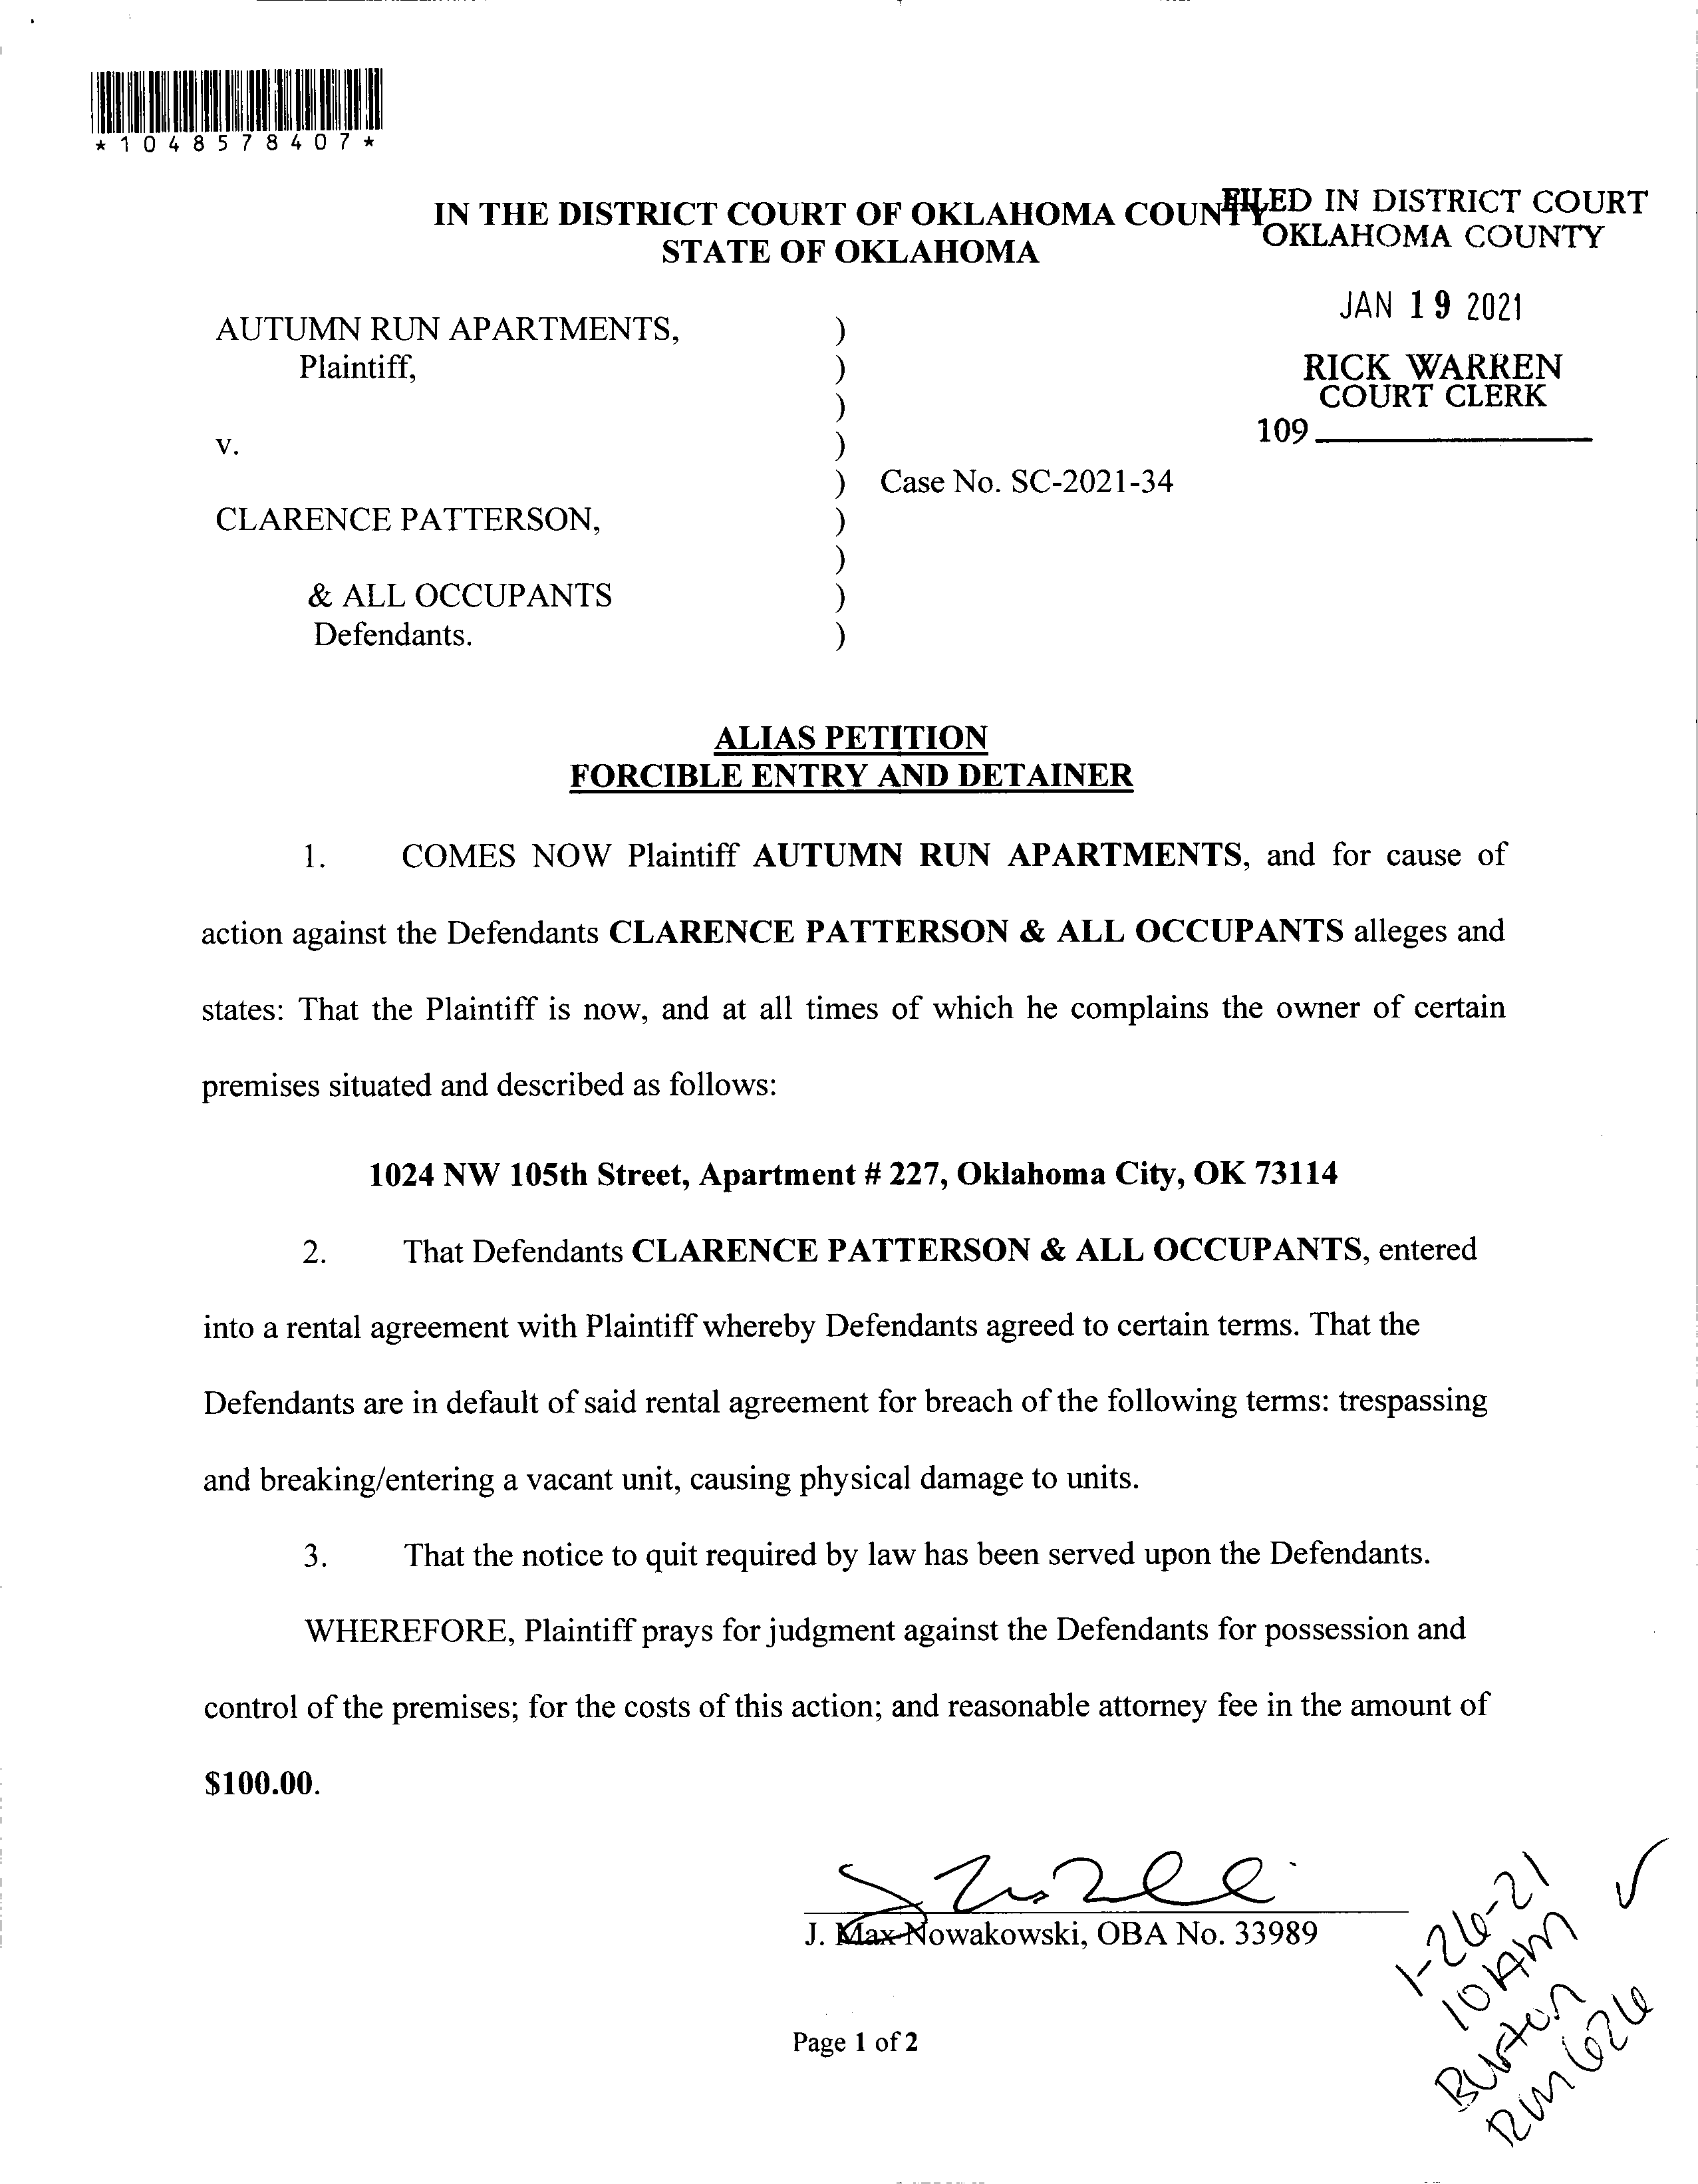 *1048578407*
IN THE DISTRICT COURT OF OKLAHOMA COUNTY
STATE OF OKLAHOMA
FILED IN DISTRICT COURT
OKLAHOMA COUNTY
JAN 19 2021
RICK WARREN
COURT CLERK
109
AUTUMN RUN APARTMENTS, )
Plaintiff, )
)
v. )
) Case No. SC-2021-34
CLARENCE PATTERSON, )
)
& ALL OCCUPANTS )
Defendants. )
ALIAS PETITION
FORCIBLE ENTRY AND DETAINER
1. COMES NOW Plaintiff AUTUMN RUN APARTMENTS, and for cause of
action against the Defendants CLARENCE PATTERSON & ALL OCCUPANTS alleges and
states: That the Plaintiff is now, and at all times of which he complains the owner of certain
premises situated and described as follows:
1024 NW 105th Street, Apartment # 227, Oklahoma City, OK 73114
2. That Defendants CLARENCE PATTERSON & ALL OCCUPANTS, entered
into a rental agreement with Plaintiff whereby Defendants agreed to certain terms. That the
Defendants are in default of said rental agreement for breach of the following terms: trespassing
and breaking/entering a vacant unit, causing physical damage to units.
3. That the notice to quit required by law has been served upon the Defendants.
WHEREFORE, Plaintiff prays for judgment against the Defendants for possession and
control of the premises; for the costs of this action; and reasonable attorney fee in the amount of
$100.00.
J. Max Nowakowski, OBA No. 33989
1-26-21
10AM
Burton
Rm 626
Page 1 of 2